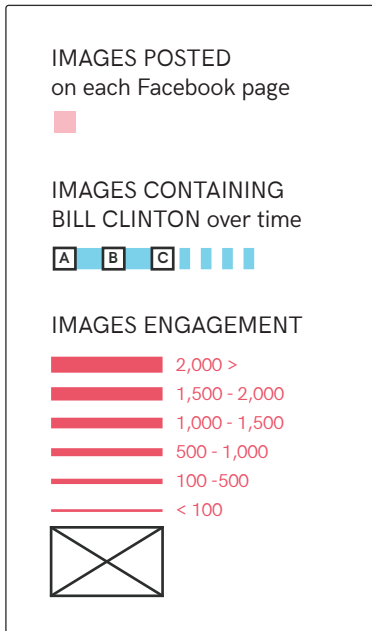 IMAGES POSTED
on each Facebook page
IMAGES CONTAINING
BILL CLINTON over time
A B C
IMAGES ENGAGEMENT
2,000 >
1,500 - 2,000
1,000 - 1,500
500 - 1,000
100 -500
< 100